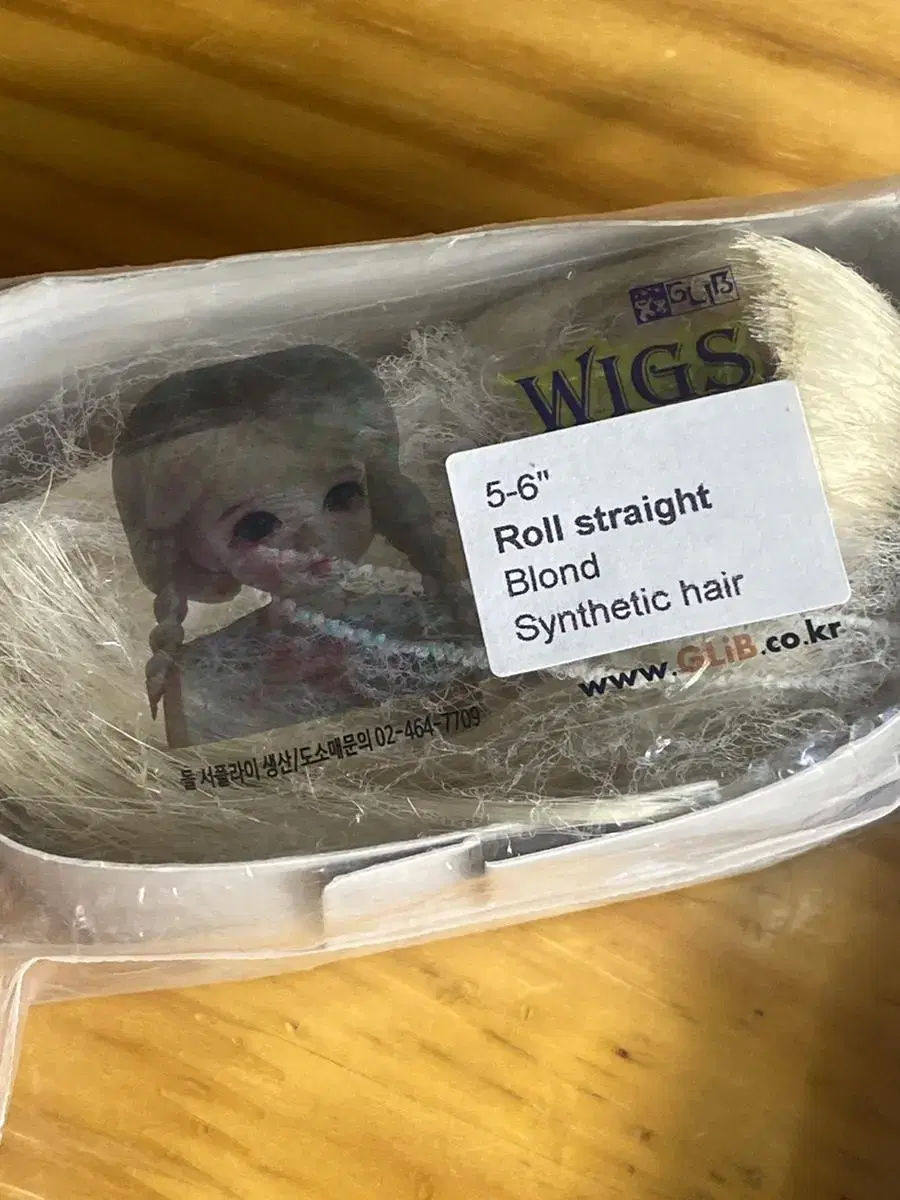 GLiB
WIGS
5-6"
Roll straight
Blond
Synthetic hair
www.GLiB.co.kr
돌 서플라이 생산/도소매문의 02-464-7709